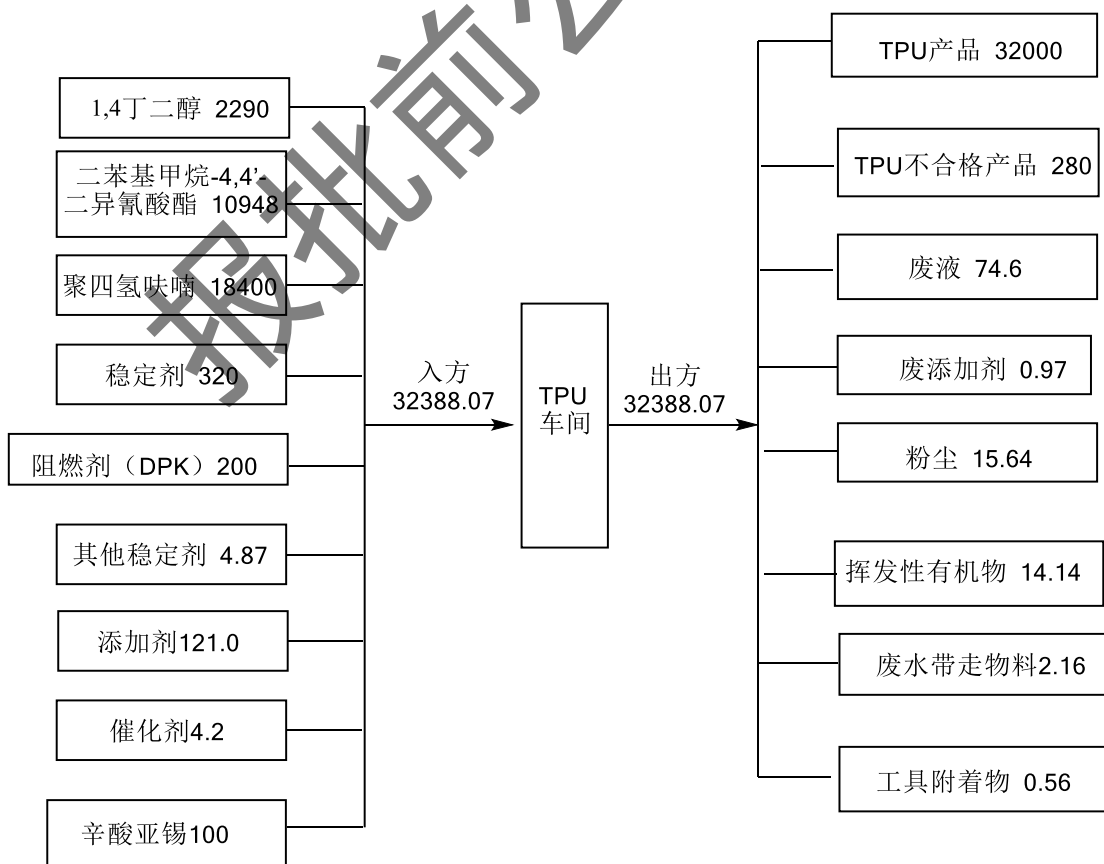 1,4丁二醇 2290
二苯基甲烷-4,4'-
二异氰酸酯 10948
聚四氢呋喃 18400
稳定剂 320
阻燃剂（DPK）200
其他稳定剂 4.87
添加剂121.0
催化剂4.2
辛酸亚锡100
入方
32388.07
TPU
车间
出方
32388.07
TPU产品 32000
TPU不合格产品 280
废液 74.6
废添加剂 0.97
粉尘 15.64
挥发性有机物 14.14
废水带走物料2.16
工具附着物 0.56
报批前公